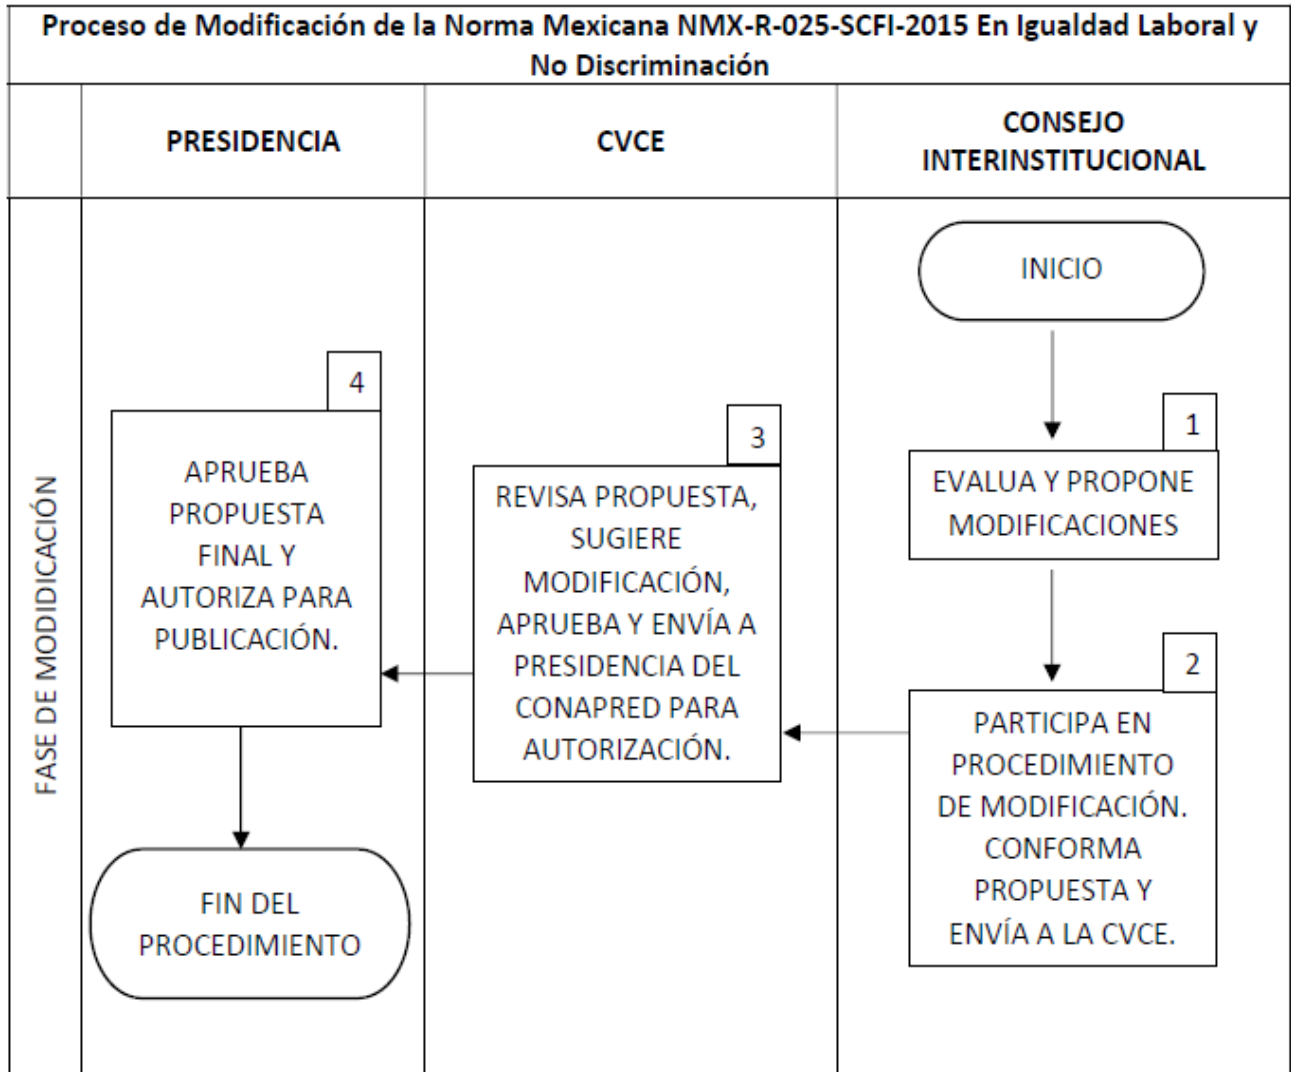 Proceso de Modificación de la Norma Mexicana NMX-R-025-SCFI-2015 En Igualdad Laboral y
No Discriminación
PRESIDENCIA
CVCE
CONSEJO
INTERINSTITUCIONAL
FASE DE MODIDICACIÓN
INICIO
1
EVALUA Y PROPONE
MODIFICACIONES
2
PARTICIPA EN
PROCEDIMIENTO
DE MODIFICACIÓN.
CONFORMA
PROPUESTA Y
ENVÍA A LA CVCE.
3
REVISA PROPUESTA,
SUGIERE
MODIFICACIÓN,
APRUEBA Y ENVÍA A
PRESIDENCIA DEL
CONAPRED PARA
AUTORIZACIÓN.
4
APRUEBA
PROPUESTA
FINAL Y
AUTORIZA PARA
PUBLICACIÓN.
FIN DEL
PROCEDIMIENTO